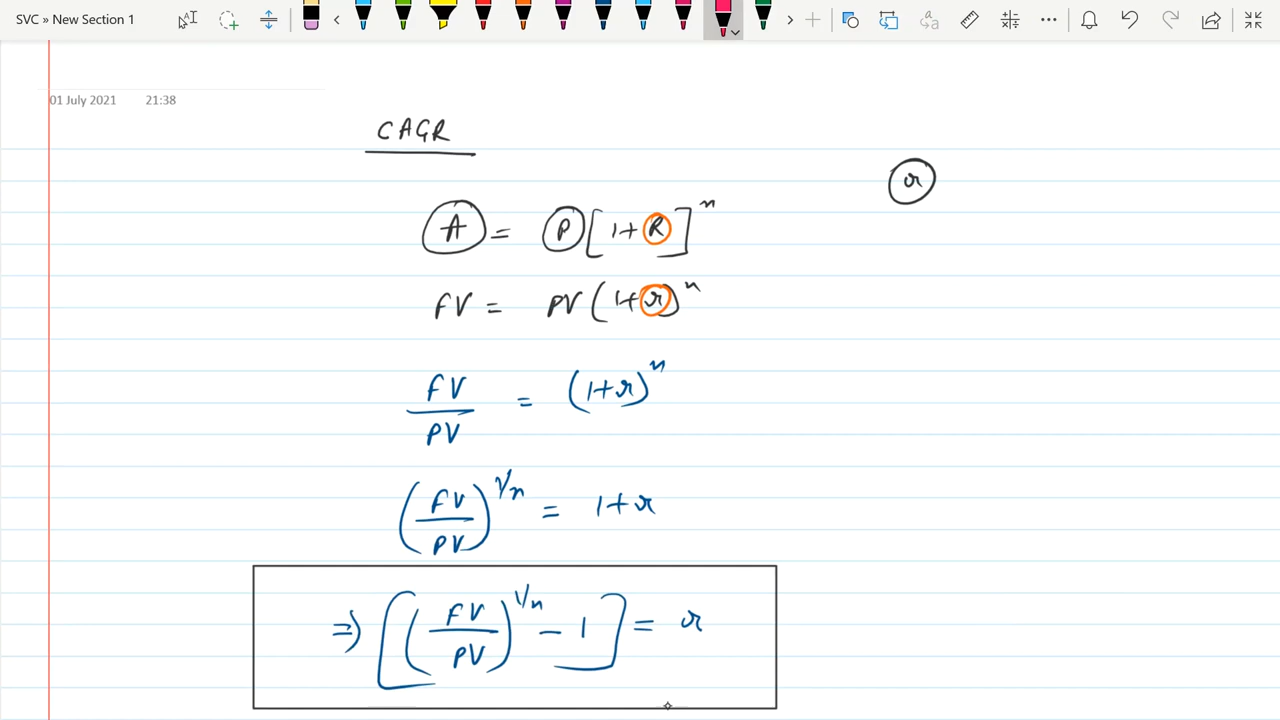 SVC » New Section 1
01 July 2021 21:38
CAGR
r
A = P [1+R]^n
FV = PV (1+r)^n
FV/PV = (1+r)^n
(FV/PV)^1/n = 1+r
⇒ [(FV/PV)^1/n - 1] = r